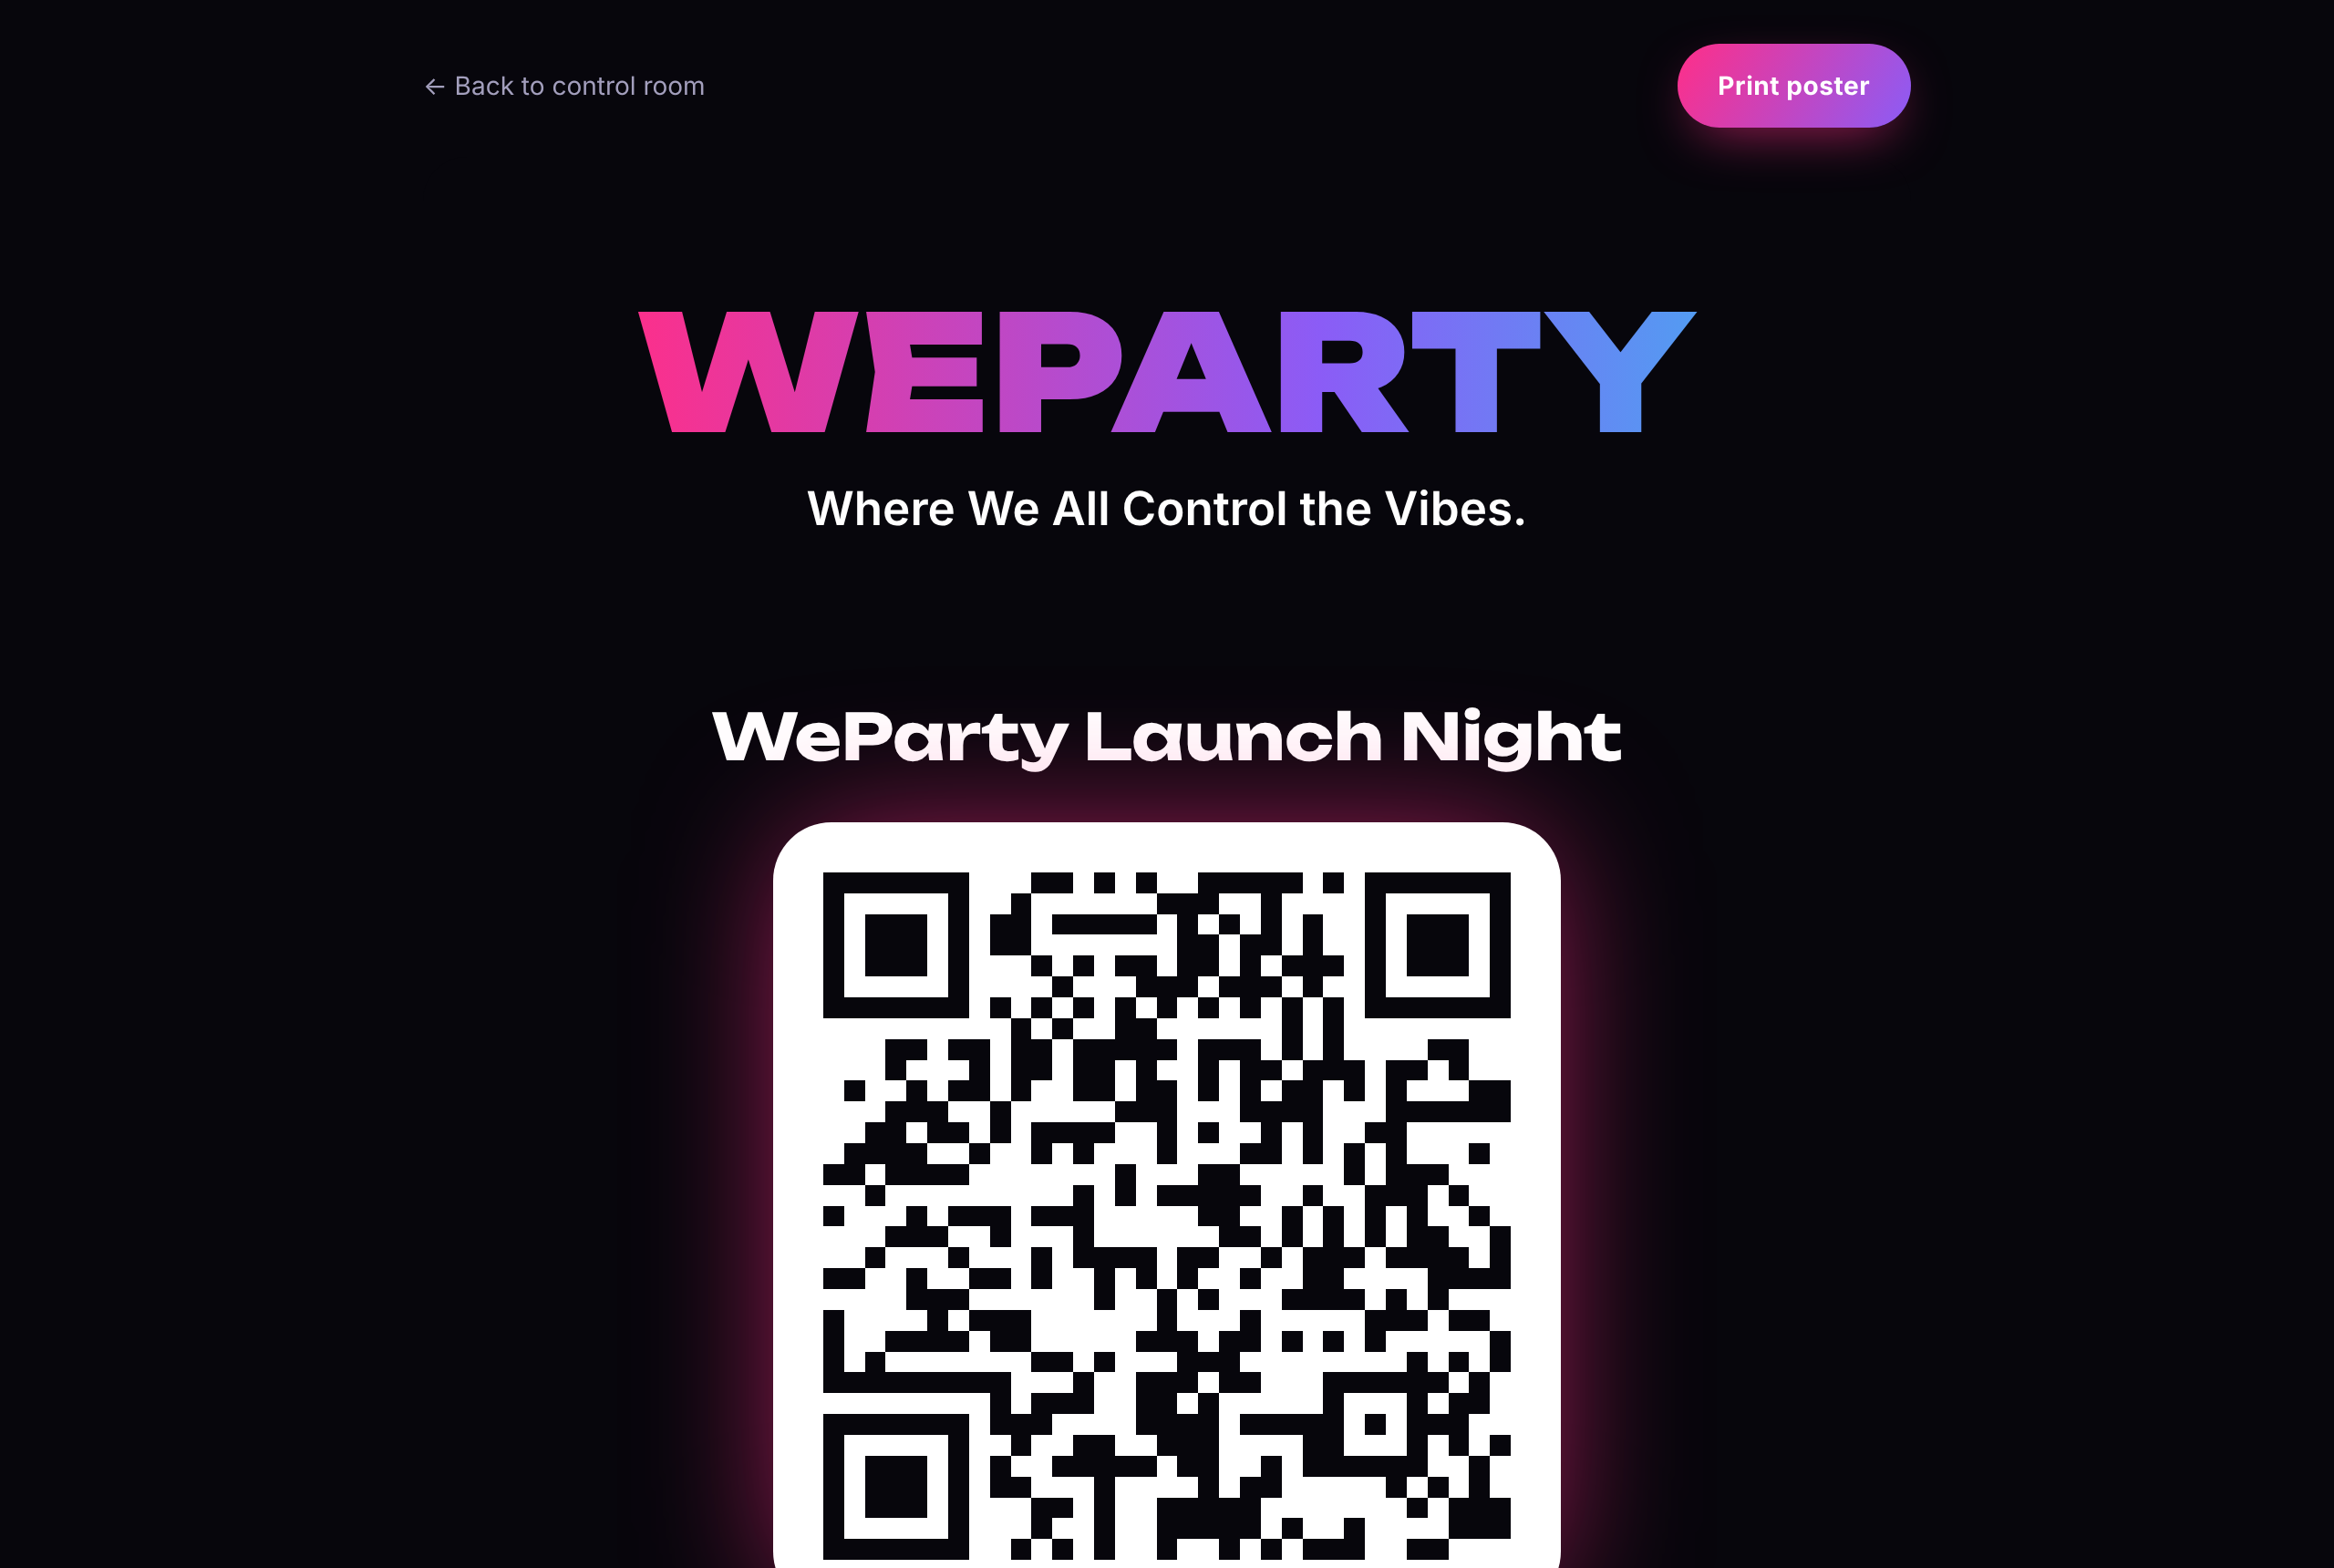 ← Back to control room
Print poster
WEPARTY
Where We All Control the Vibes.
WeParty Launch Night